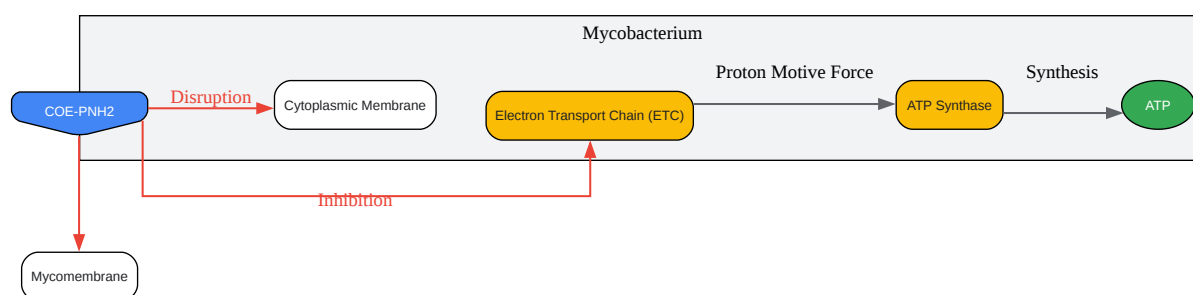 Mycobacterium
Proton Motive Force
Synthesis
Disruption
COE-PNH2
Cytoplasmic Membrane
Electron Transport Chain (ETC)
ATP Synthase
ATP
Inhibition
Mycomembrane